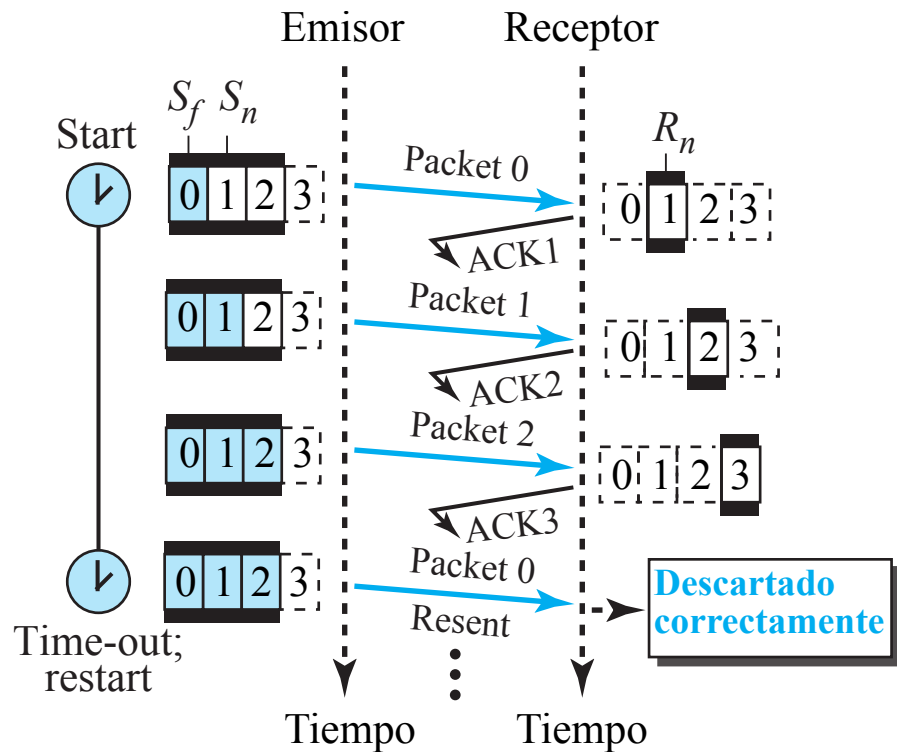 Emisor Receptor
S_f S_n
Start
R_n
0 1 2 3
Packet 0
0 1 2 3
ACK1
0 1 2 3
Packet 1
0 1 2 3
ACK2
0 1 2 3
Packet 2
0 1 2 3
ACK3
0 1 2 3
Packet 0
Resent
Descartado
correctamente
Time-out;
restart
Tiempo Tiempo